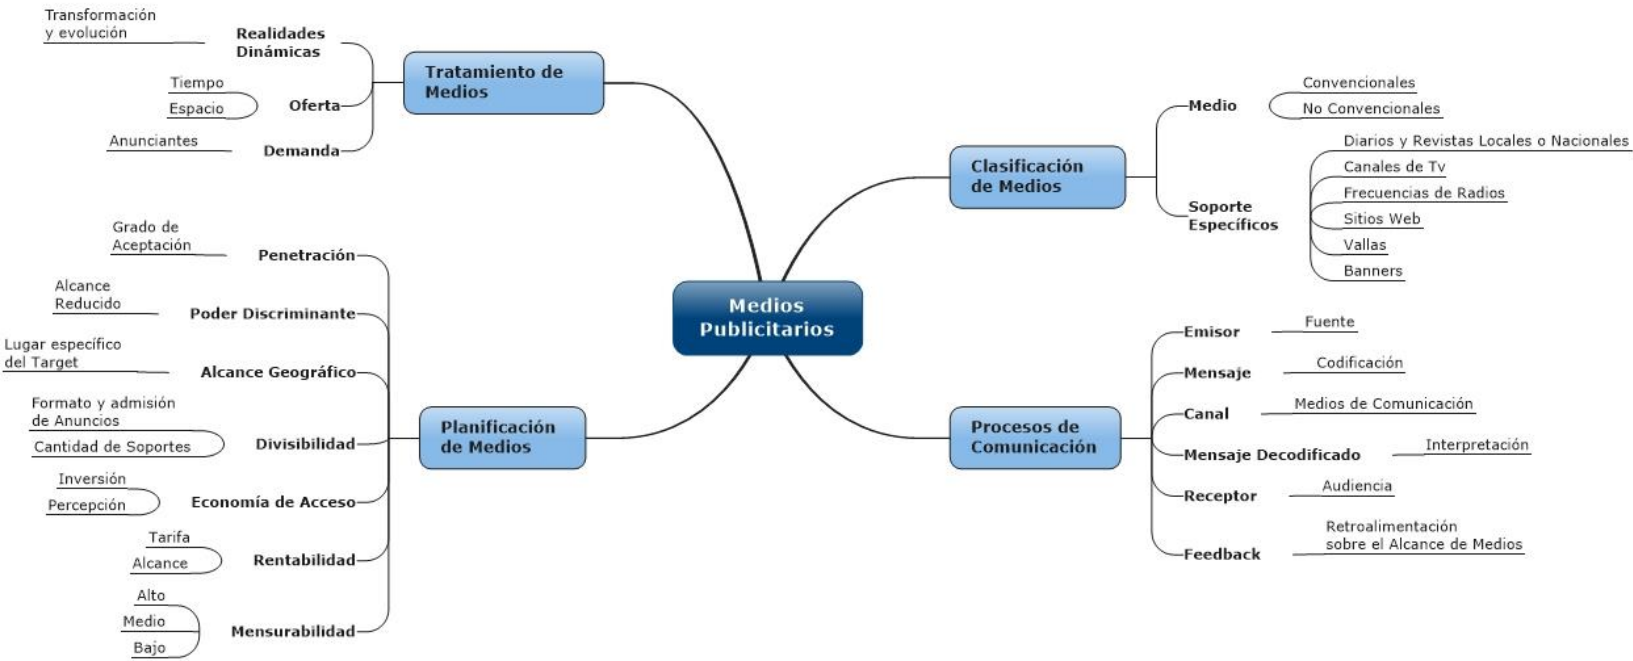 Medios
Publicitarios
Tratamiento de
Medios
Realidades
Dinámicas
Transformación
y evolución
Oferta
Tiempo
Espacio
Demanda
Anunciantes
Clasificación
de Medios
Medio
Convencionales
No Convencionales
Soporte
Específicos
Diarios y Revistas Locales o Nacionales
Canales de Tv
Frecuencias de Radios
Sitios Web
Vallas
Banners
Planificación
de Medios
Penetración
Grado de
Aceptación
Poder Discriminante
Alcance
Reducido
Alcance Geográfico
Lugar específico
del Target
Divisibilidad
Formato y admisión
de Anuncios
Cantidad de Soportes
Economía de Acceso
Inversión
Percepción
Rentabilidad
Tarifa
Alcance
Mensurabilidad
Alto
Medio
Bajo
Procesos de
Comunicación
Emisor
Fuente
Mensaje
Codificación
Canal
Medios de Comunicación
Mensaje Decodificado
Interpretación
Receptor
Audiencia
Feedback
Retroalimentación
sobre el Alcance de Medios